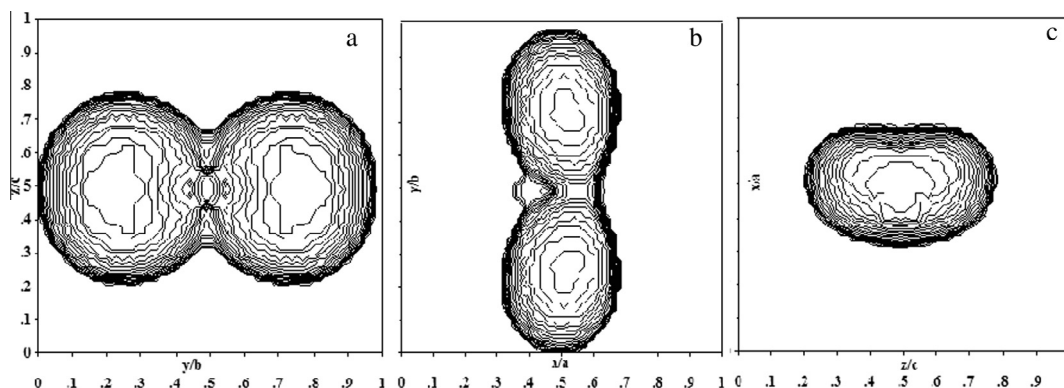 a
1
.9
.8
.7
.6
.5
.4
.3
.2
.1
0
z/c
0 .1 .2 .3 .4 .5 .6 .7 .8 .9 1
y/b
b
y/b
0 .1 .2 .3 .4 .5 .6 .7 .8 .9 1
x/a
c
x/a
0 .1 .2 .3 .4 .5 .6 .7 .8 .9
z/c